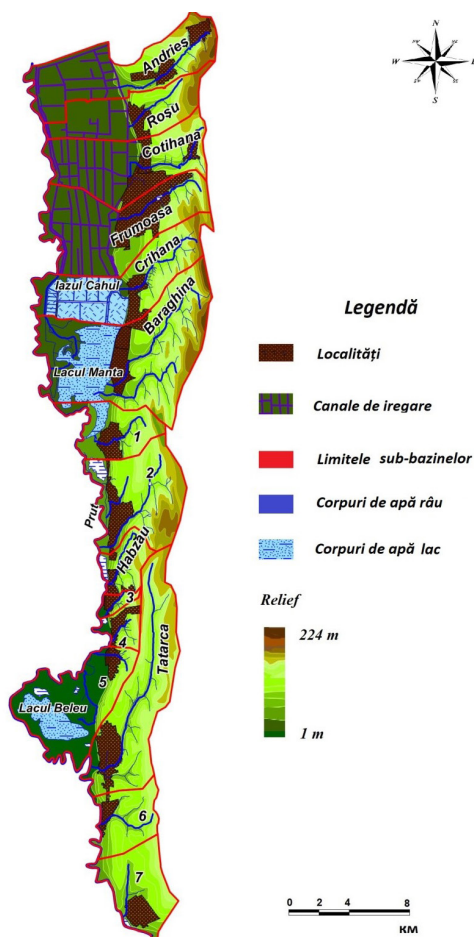 N
W
S
Andrieș
Roșu
Cotihana
Frumoasa
Crihana
Iazul Cahul
Baraghina
Lacul Manta
1
2
Prut
Habzau
3
4
Tatarca
5
Lacul Beleu
6
7
Legendă
Localități
Canale de iregare
Limitele sub-bazinelor
Corpuri de apă râu
Corpuri de apă lac
Relief
224 m
1 m
0 2 4 8
КМ